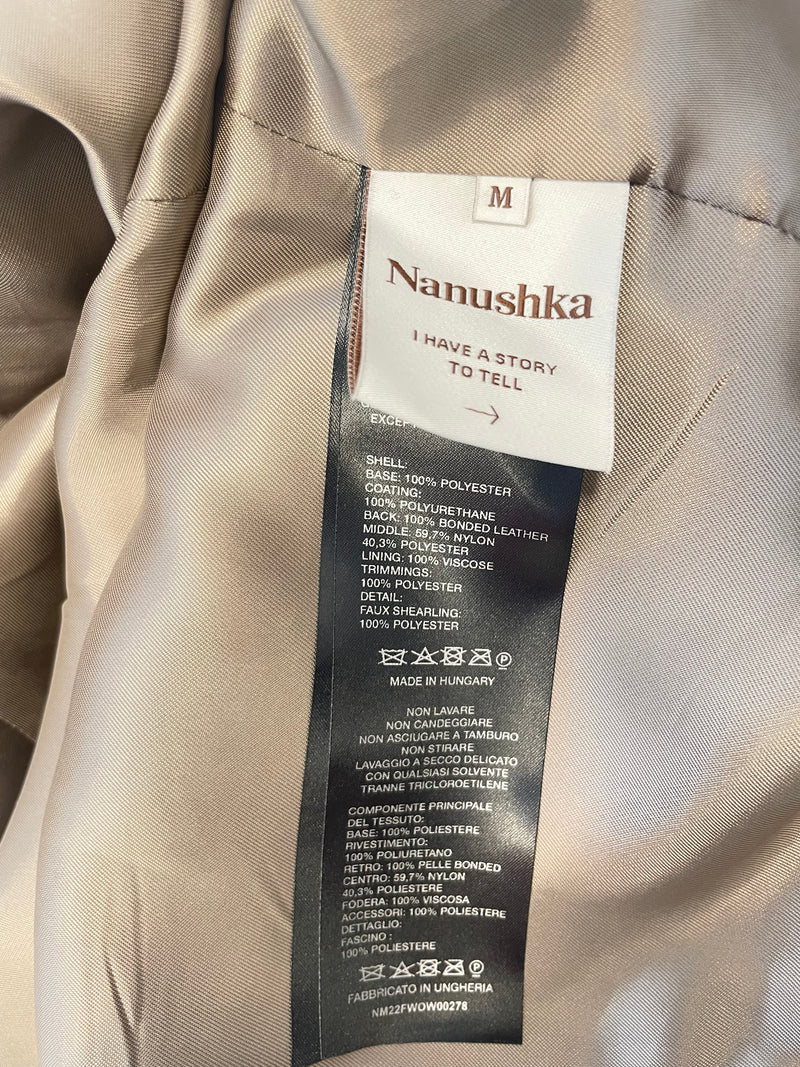 M
Nanushka
I HAVE A STORY
TO TELL
→
SHELL:
BASE: 100% POLYESTER
COATING:
100% POLYURETHANE
BACK: 100% BONDED LEATHER
MIDDLE: 59,7% NYLON
40,3% POLYESTER
LINING: 100% VISCOSE
TRIMMINGS:
100% POLYESTER
DETAIL:
FAUX SHEARLING:
100% POLYESTER
P
MADE IN HUNGARY
NON LAVARE
NON CANDEGGIARE
NON ASCIUGARE A TAMBURO
NON STIRARE
LAVAGGIO A SECCO DELICATO
CON QUALSIASI SOLVENTE
TRANNE TRICLOROETILENE
COMPONENTE PRINCIPALE
DEL TESSUTO:
BASE: 100% POLIESTERE
RIVESTIMENTO:
100% POLIURETANO
RETRO: 100% PELLE BONDED
CENTRO: 59,7% NYLON
40,3% POLIESTERE
FODERA: 100% VISCOSA
ACCESSORI: 100% POLIESTERE
DETTAGLIO:
FASCINO :
100% POLIESTERE
P
FABBRICATO IN UNGHERIA
NM22FWOW00278